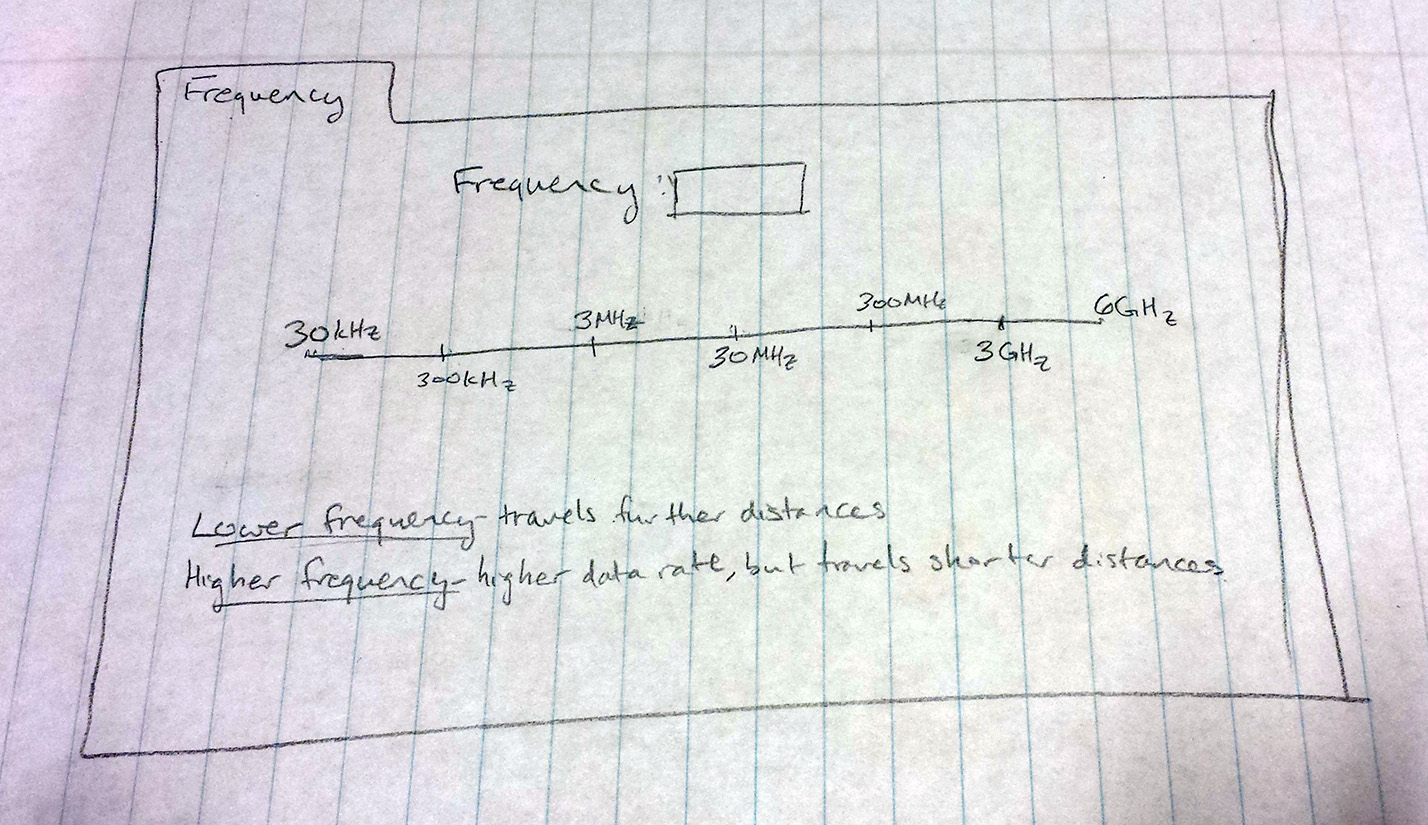 Frequency
Frequency:
30kHz
300kHz
3MHz
30MHz
300MHz
3GHz
6GHz
Lower frequency- travels further distances
Higher frequency- higher data rate, but travels shorter distances